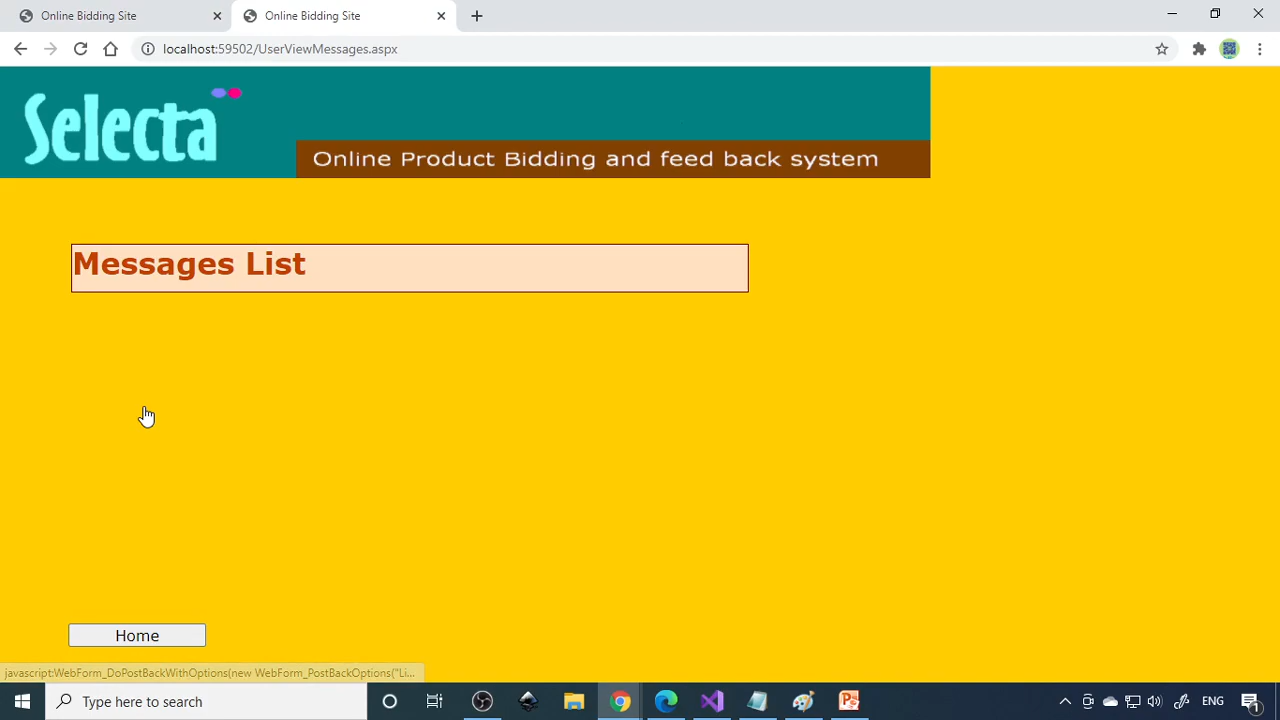 Online Bidding Site
Online Bidding Site
localhost:59502/UserViewMessages.aspx
Selecta
Online Product Bidding and feed back system
Messages List
Home
javascript:WebForm_DoPostBackWithOptions(new WebForm_PostBackOptions("Li...
Type here to search
ENG
1